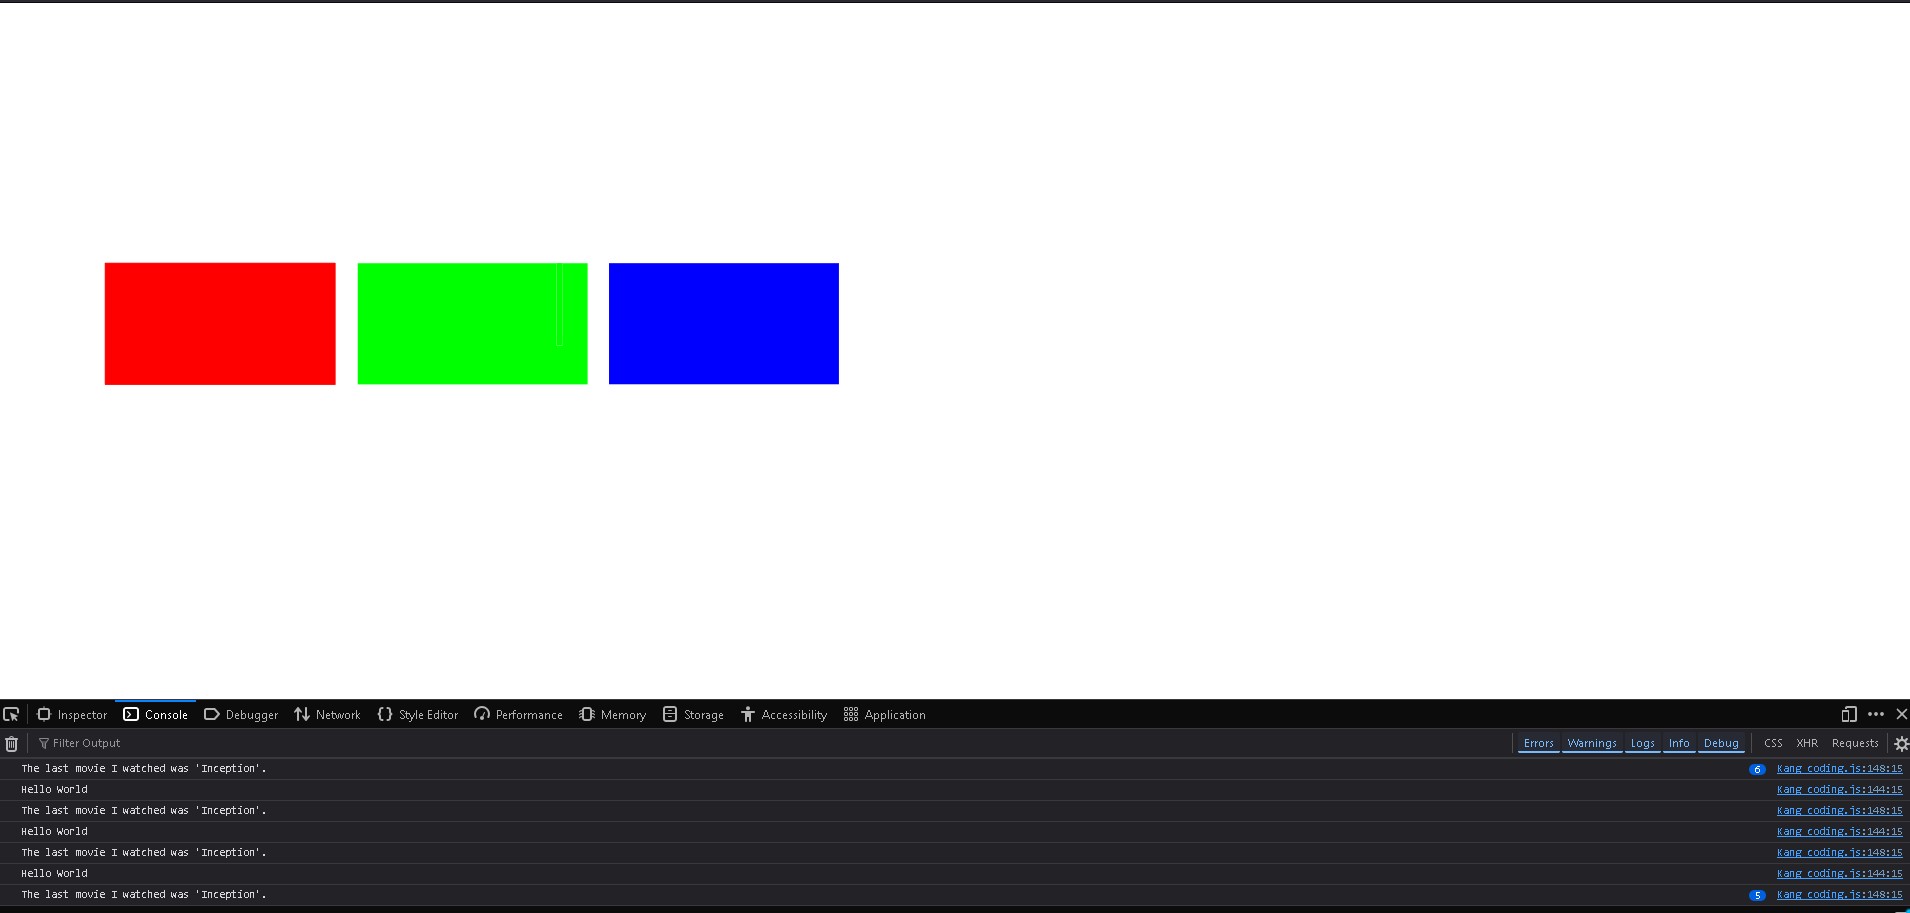 Inspector Console Debugger Network Style Editor Performance Memory Storage Accessibility Application
Filter Output Errors Warnings Logs Info Debug CSS XHR Requests
The last movie I watched was 'Inception'. 6 Kang coding.js:148:15
Hello World Kang coding.js:144:15
The last movie I watched was 'Inception'. Kang coding.js:148:15
Hello World Kang coding.js:144:15
The last movie I watched was 'Inception'. Kang coding.js:148:15
Hello World Kang coding.js:144:15
The last movie I watched was 'Inception'. 5 Kang coding.js:148:15